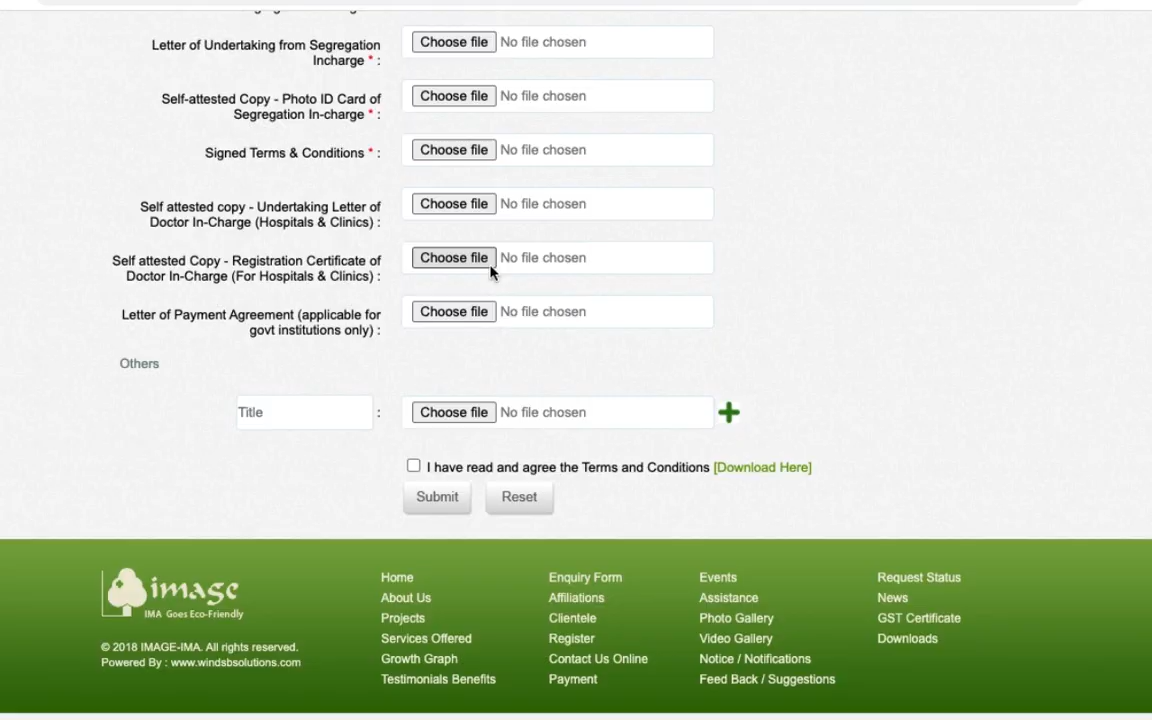 Letter of Undertaking from Segregation
Incharge * :
Choose file No file chosen
Self-attested Copy - Photo ID Card of
Segregation In-charge * :
Choose file No file chosen
Signed Terms & Conditions * :
Choose file No file chosen
Self attested copy - Undertaking Letter of
Doctor In-Charge (Hospitals & Clinics) :
Choose file No file chosen
Self attested Copy - Registration Certificate of
Doctor In-Charge (For Hospitals & Clinics) :
Choose file No file chosen
Letter of Payment Agreement (applicable for
govt institutions only) :
Choose file No file chosen
Others
Title : Choose file No file chosen
I have read and agree the Terms and Conditions [Download Here]
Submit Reset
image
IMA Goes Eco-Friendly
© 2018 IMAGE-IMA. All rights reserved.
Powered By : www.windsbsolutions.com
Home
About Us
Projects
Services Offered
Growth Graph
Testimonials Benefits
Enquiry Form
Affiliations
Clientele
Register
Contact Us Online
Payment
Events
Assistance
Photo Gallery
Video Gallery
Notice / Notifications
Feed Back / Suggestions
Request Status
News
GST Certificate
Downloads